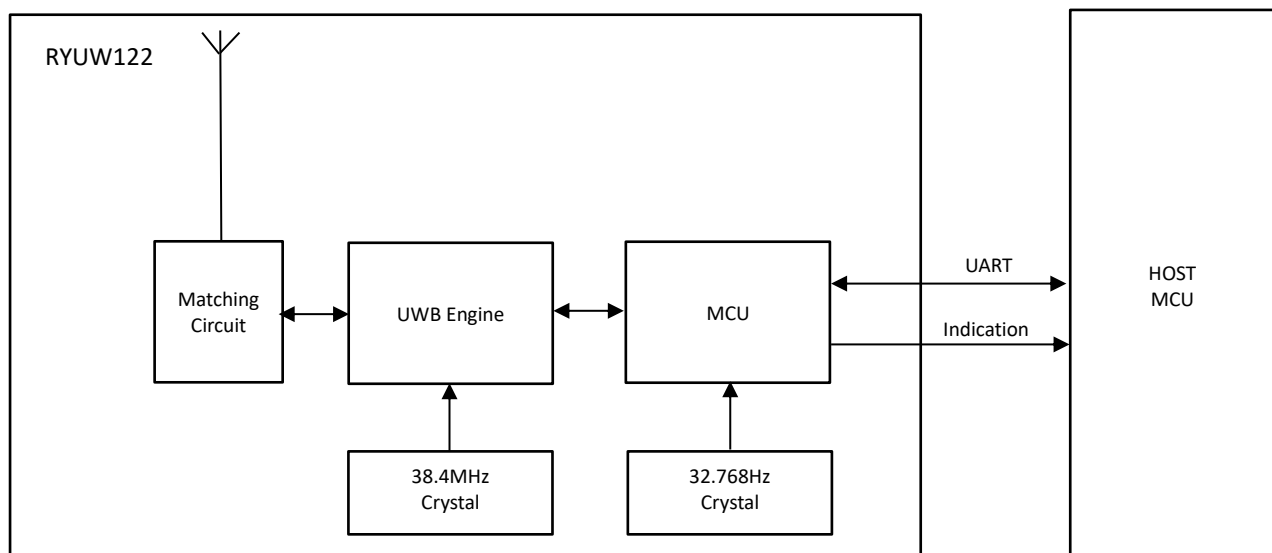 RYUW122
Matching
Circuit
UWB Engine
MCU
UART
Indication
HOST
MCU
38.4MHz
Crystal
32.768Hz
Crystal